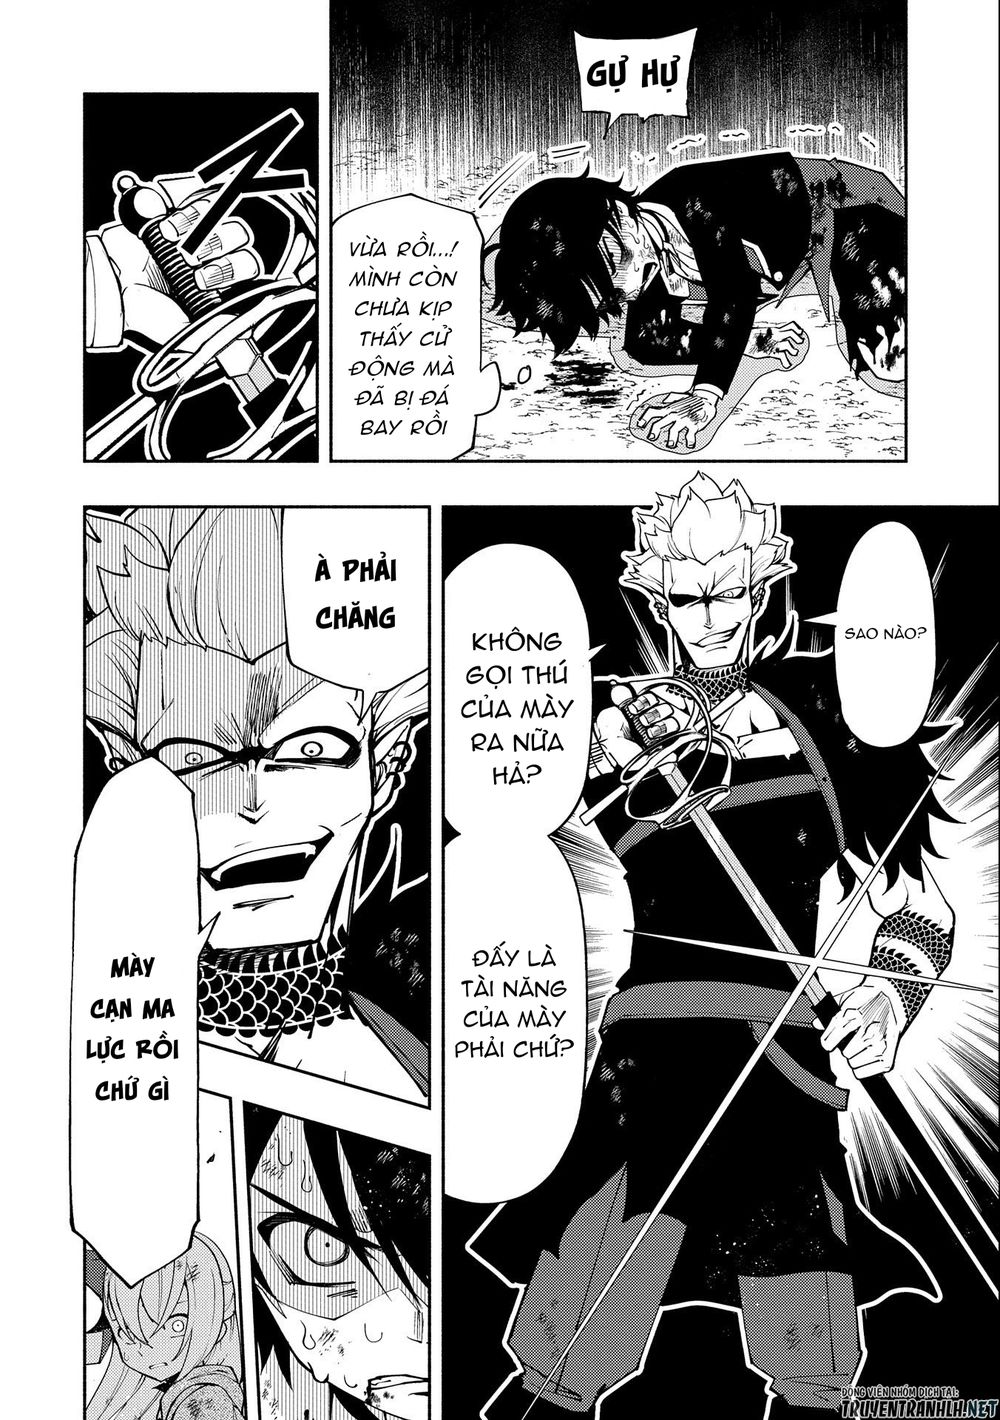 GỰ HỰ
VỪA RỒI...!
MÌNH CÒN
CHƯA KỊP
THẤY CỬ
ĐỘNG MÀ
ĐÃ BỊ ĐÁ
BAY RỒI
SAO NÀO?
KHÔNG
GỌI THÚ
CỦA MÀY
RA NỮA
HẢ?
ĐẤY LÀ
TÀI NĂNG
CỦA MÀY
PHẢI CHỨ?
À PHẢI
CHĂNG
MÀY
CẠN MA
LỰC RỒI
CHỨ GÌ
ĐỘNG VIÊN NHÓM DỊCH TẠI:
TRUYENTRANHLH.NET